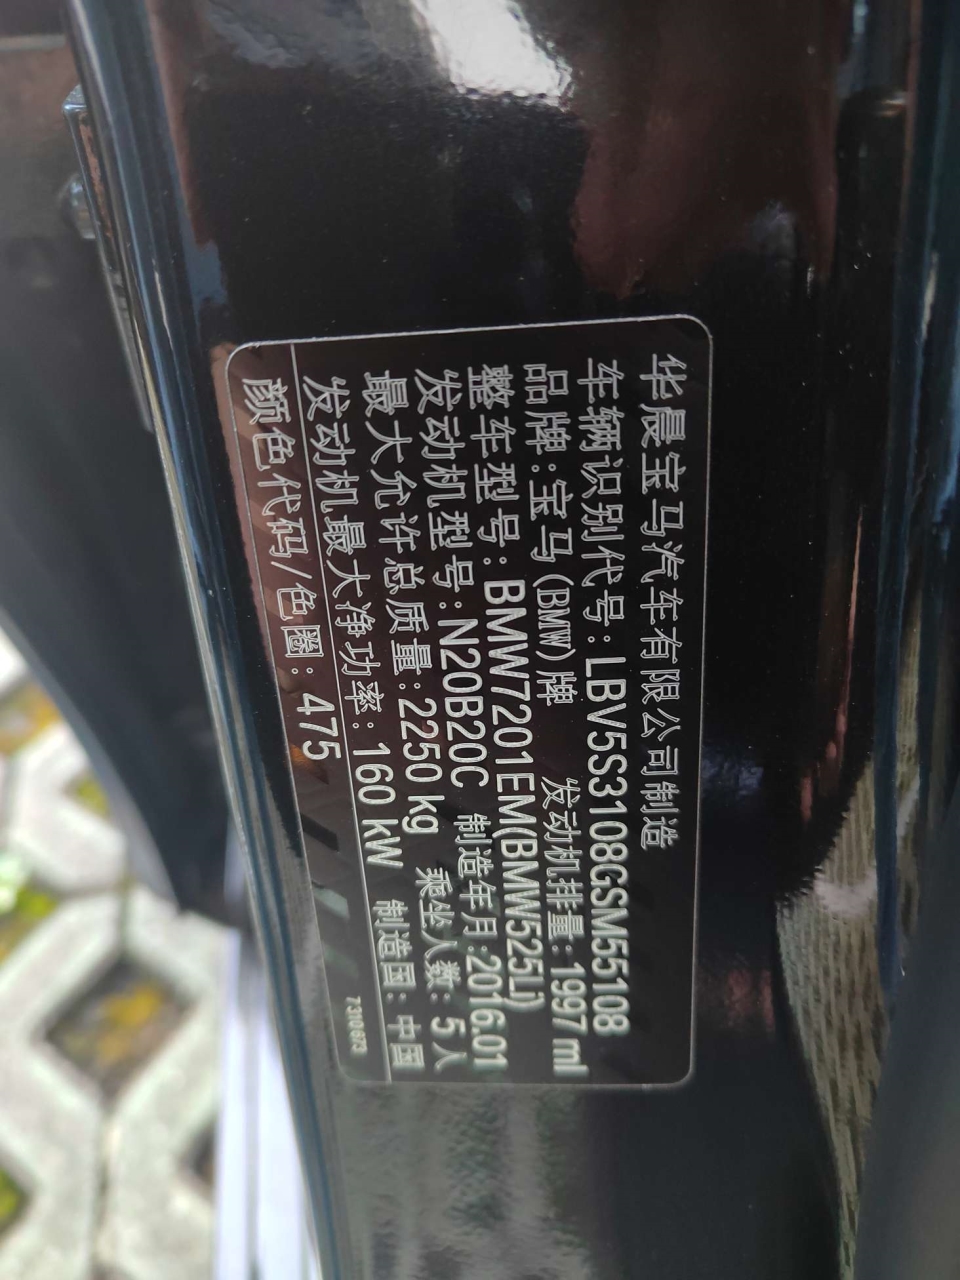 华晨宝马汽车有限公司制造
车辆识别代号:LBV5S3108GSM55108
品牌:宝马(BMW)牌 发动机排量:1997 ml
整车型号:BMW7201EM(BMW525Li)
发动机型号:N20B20C 制造年月:2016.01
最大允许总质量:2250 kg 乘坐人数:5人
发动机最大净功率:160 kW 制造国:中国
颜色代码/色圈:475
7310673